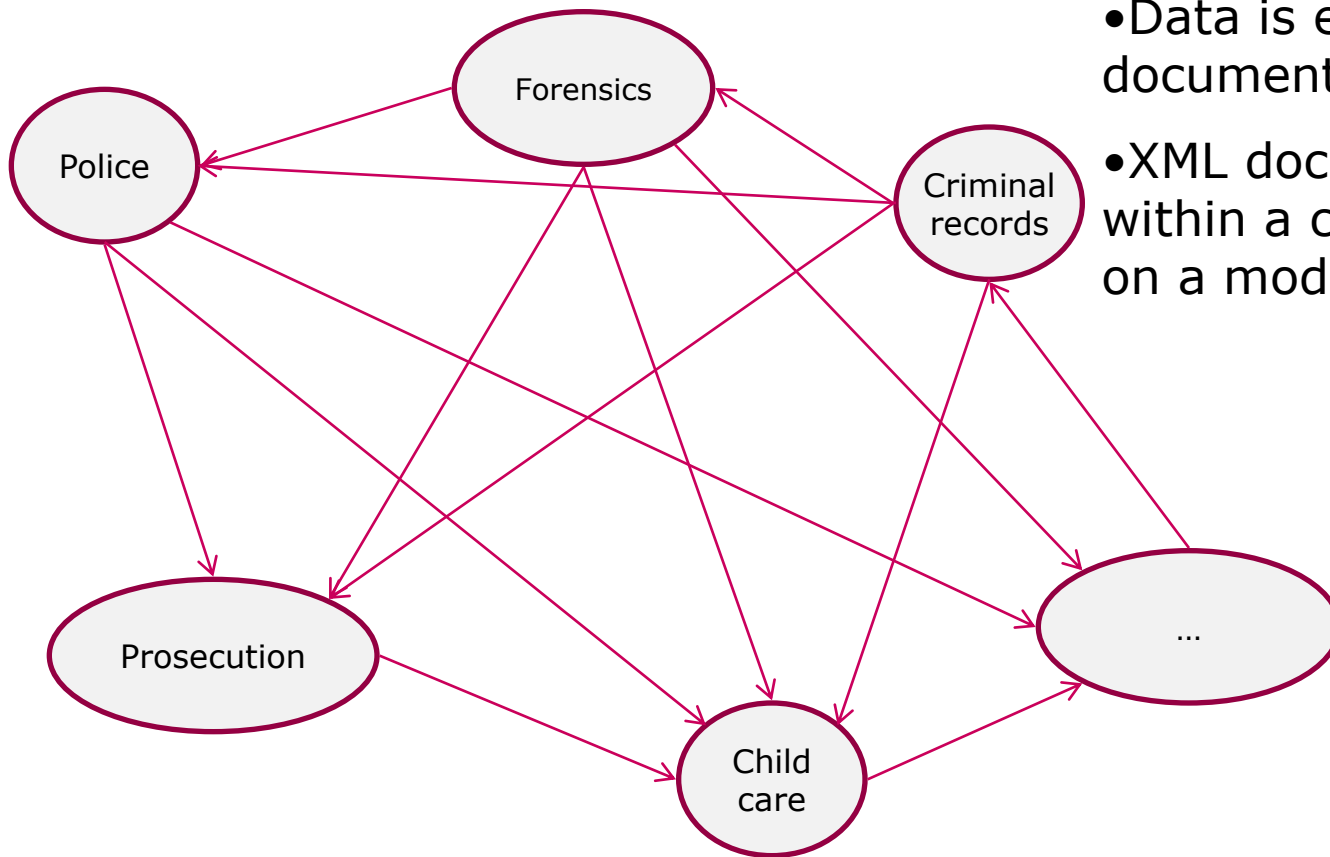 •Data is e
document
Forensics
Police
•XML doc
Criminal
records
within a c
on a mod
Prosecution
...
Child
care